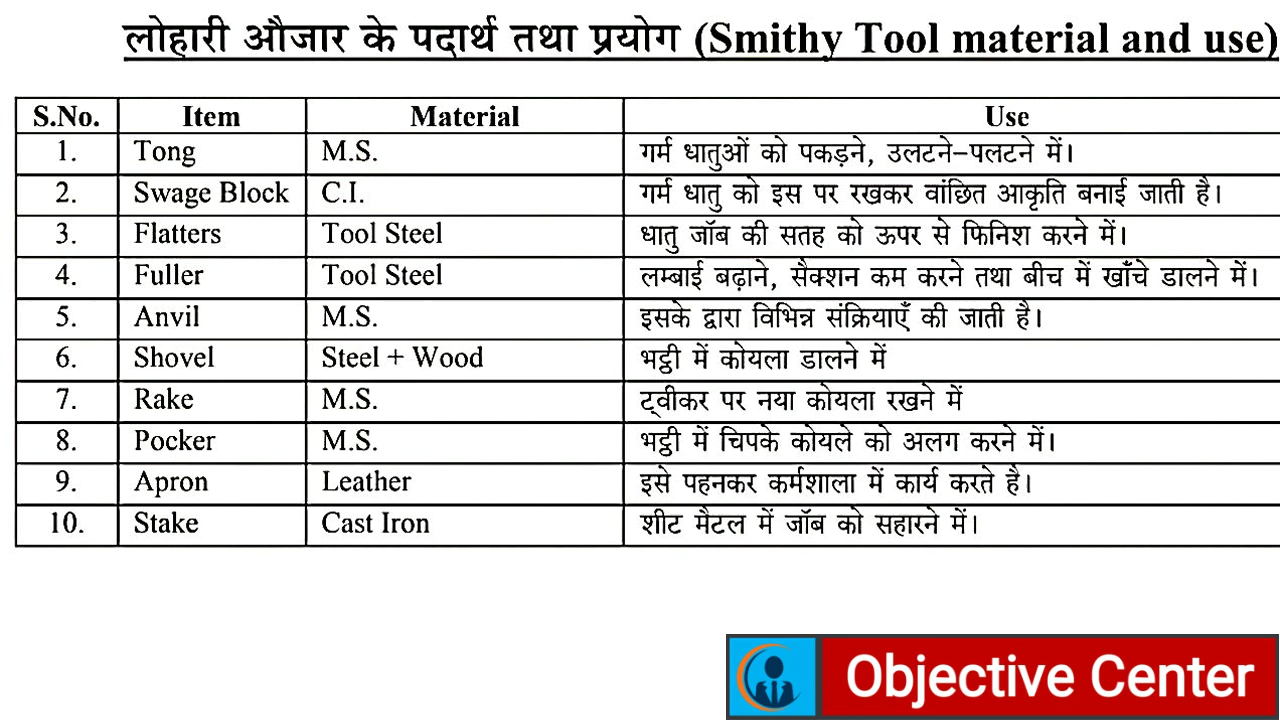 लोहारी औजार के पदार्थ तथा प्रयोग (Smithy Tool material and use)
S.No. Item Material Use
1. Tong M.S. गर्म धातुओं को पकड़ने, उलटने–पलटने में।
2. Swage Block C.I. गर्म धातु को इस पर रखकर वांछित आकृति बनाई जाती है।
3. Flatters Tool Steel धातु जॉब की सतह को ऊपर से फिनिश करने में।
4. Fuller Tool Steel लम्बाई बढ़ाने, सैक्शन कम करने तथा बीच में खाँचे डालने में।
5. Anvil M.S. इसके द्वारा विभिन्न संक्रियाएँ की जाती है।
6. Shovel Steel + Wood भट्ठी में कोयला डालने में
7. Rake M.S. ट्वीकर पर नया कोयला रखने में
8. Pocker M.S. भट्ठी में चिपके कोयले को अलग करने में।
9. Apron Leather इसे पहनकर कर्मशाला में कार्य करते है।
10. Stake Cast Iron शीट मैटल में जॉब को सहारने में।
Objective Center